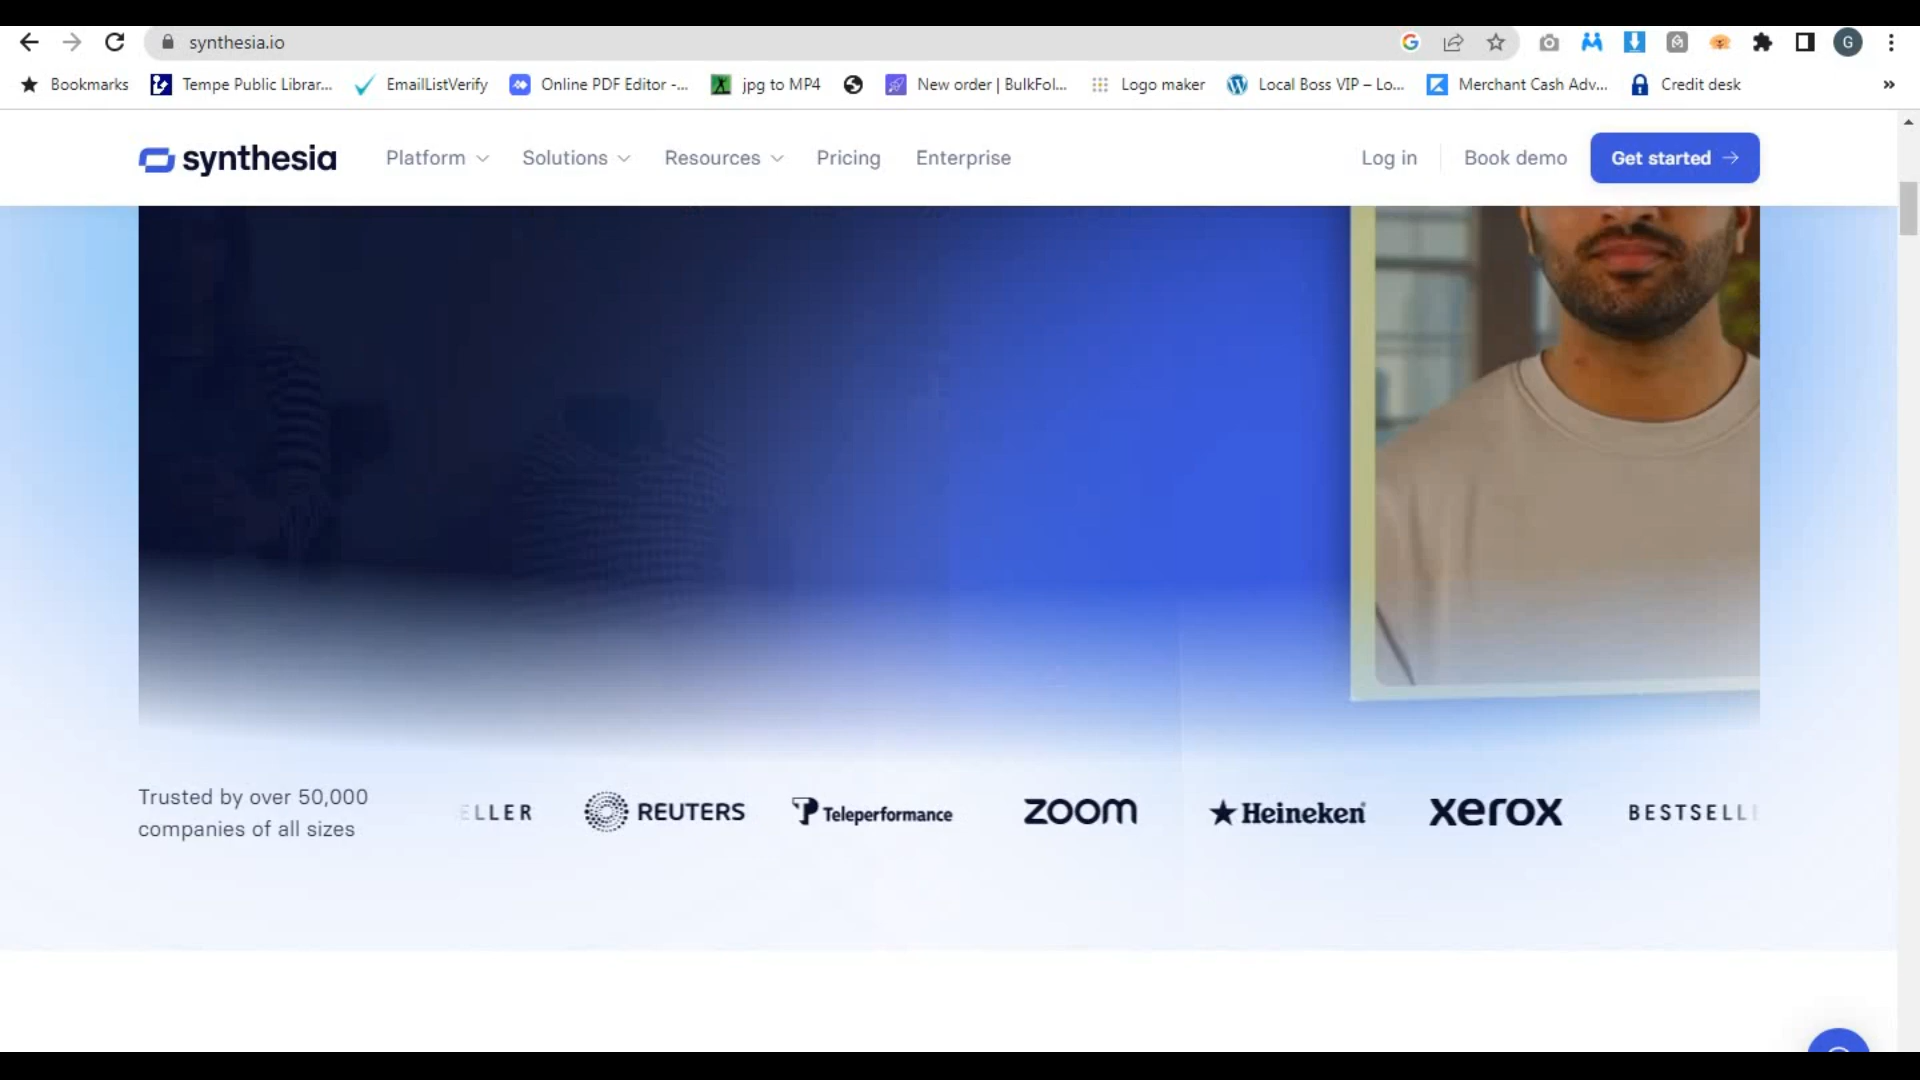 synthesia.io
G
Bookmarks
Tempe Public Librar...
EmailListVerify
Online PDF Editor -...
jpg to MP4
New order | BulkFol...
Logo maker
Local Boss VIP – Lo...
Merchant Cash Adv...
Credit desk
»
synthesia
Platform
Solutions
Resources
Pricing
Enterprise
Log in
Book demo
Get started →
Trusted by over 50,000
companies of all sizes
ELLER
REUTERS
Teleperformance
zoom
Heineken
xerox
BESTSELL